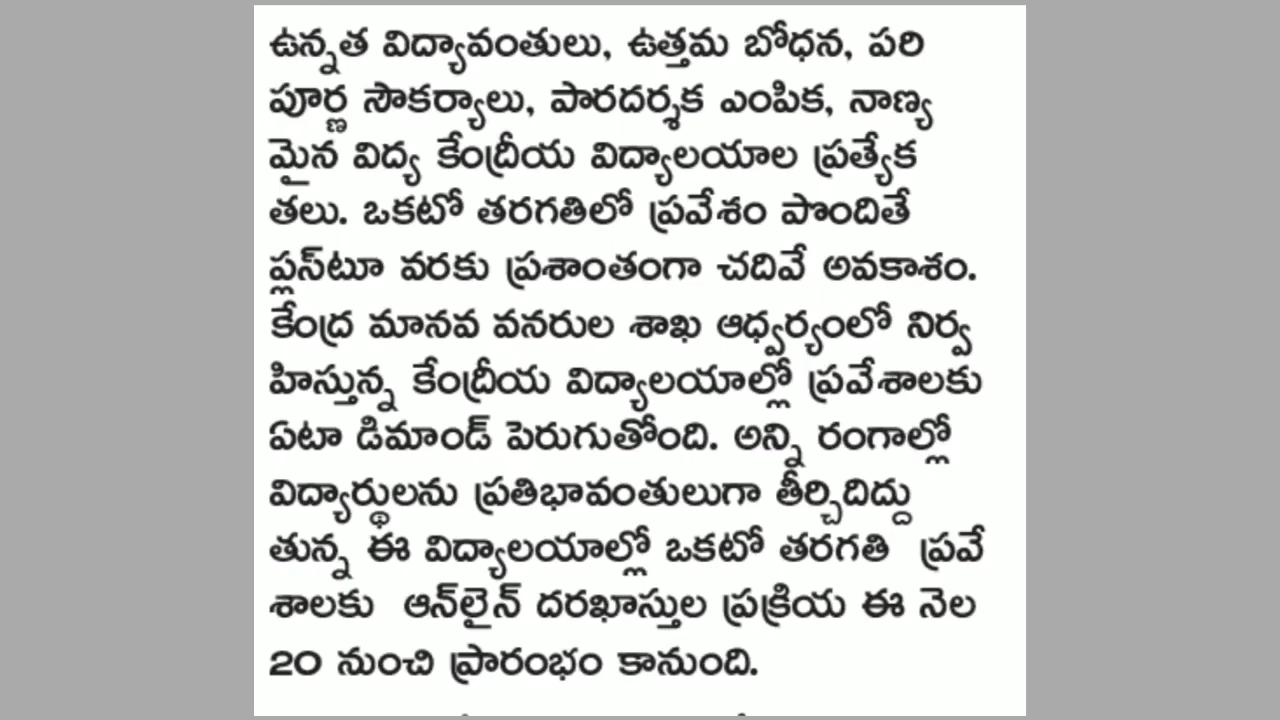 ఉన్నత విద్యావంతులు, ఉత్తమ బోధన, పరి
పూర్ణ సౌకర్యాలు, పారదర్శక ఎంపిక, నాణ్య
మైన విద్య కేంద్రీయ విద్యాలయాల ప్రత్యేక
తలు. ఒకటో తరగతిలో ప్రవేశం పొందితే
ప్లస్‌టూ వరకు ప్రశాంతంగా చదివే అవకాశం.
కేంద్ర మానవ వనరుల శాఖ ఆధ్వర్యంలో నిర్వ
హిస్తున్న కేంద్రీయ విద్యాలయాల్లో ప్రవేశాలకు
ఏటా డిమాండ్ పెరుగుతోంది. అన్ని రంగాల్లో
విద్యార్థులను ప్రతిభావంతులుగా తీర్చిదిద్దు
తున్న ఈ విద్యాలయాల్లో ఒకటో తరగతి ప్రవే
శాలకు ఆన్‌లైన్ దరఖాస్తుల ప్రక్రియ ఈ నెల
20 నుంచి ప్రారంభం కానుంది.